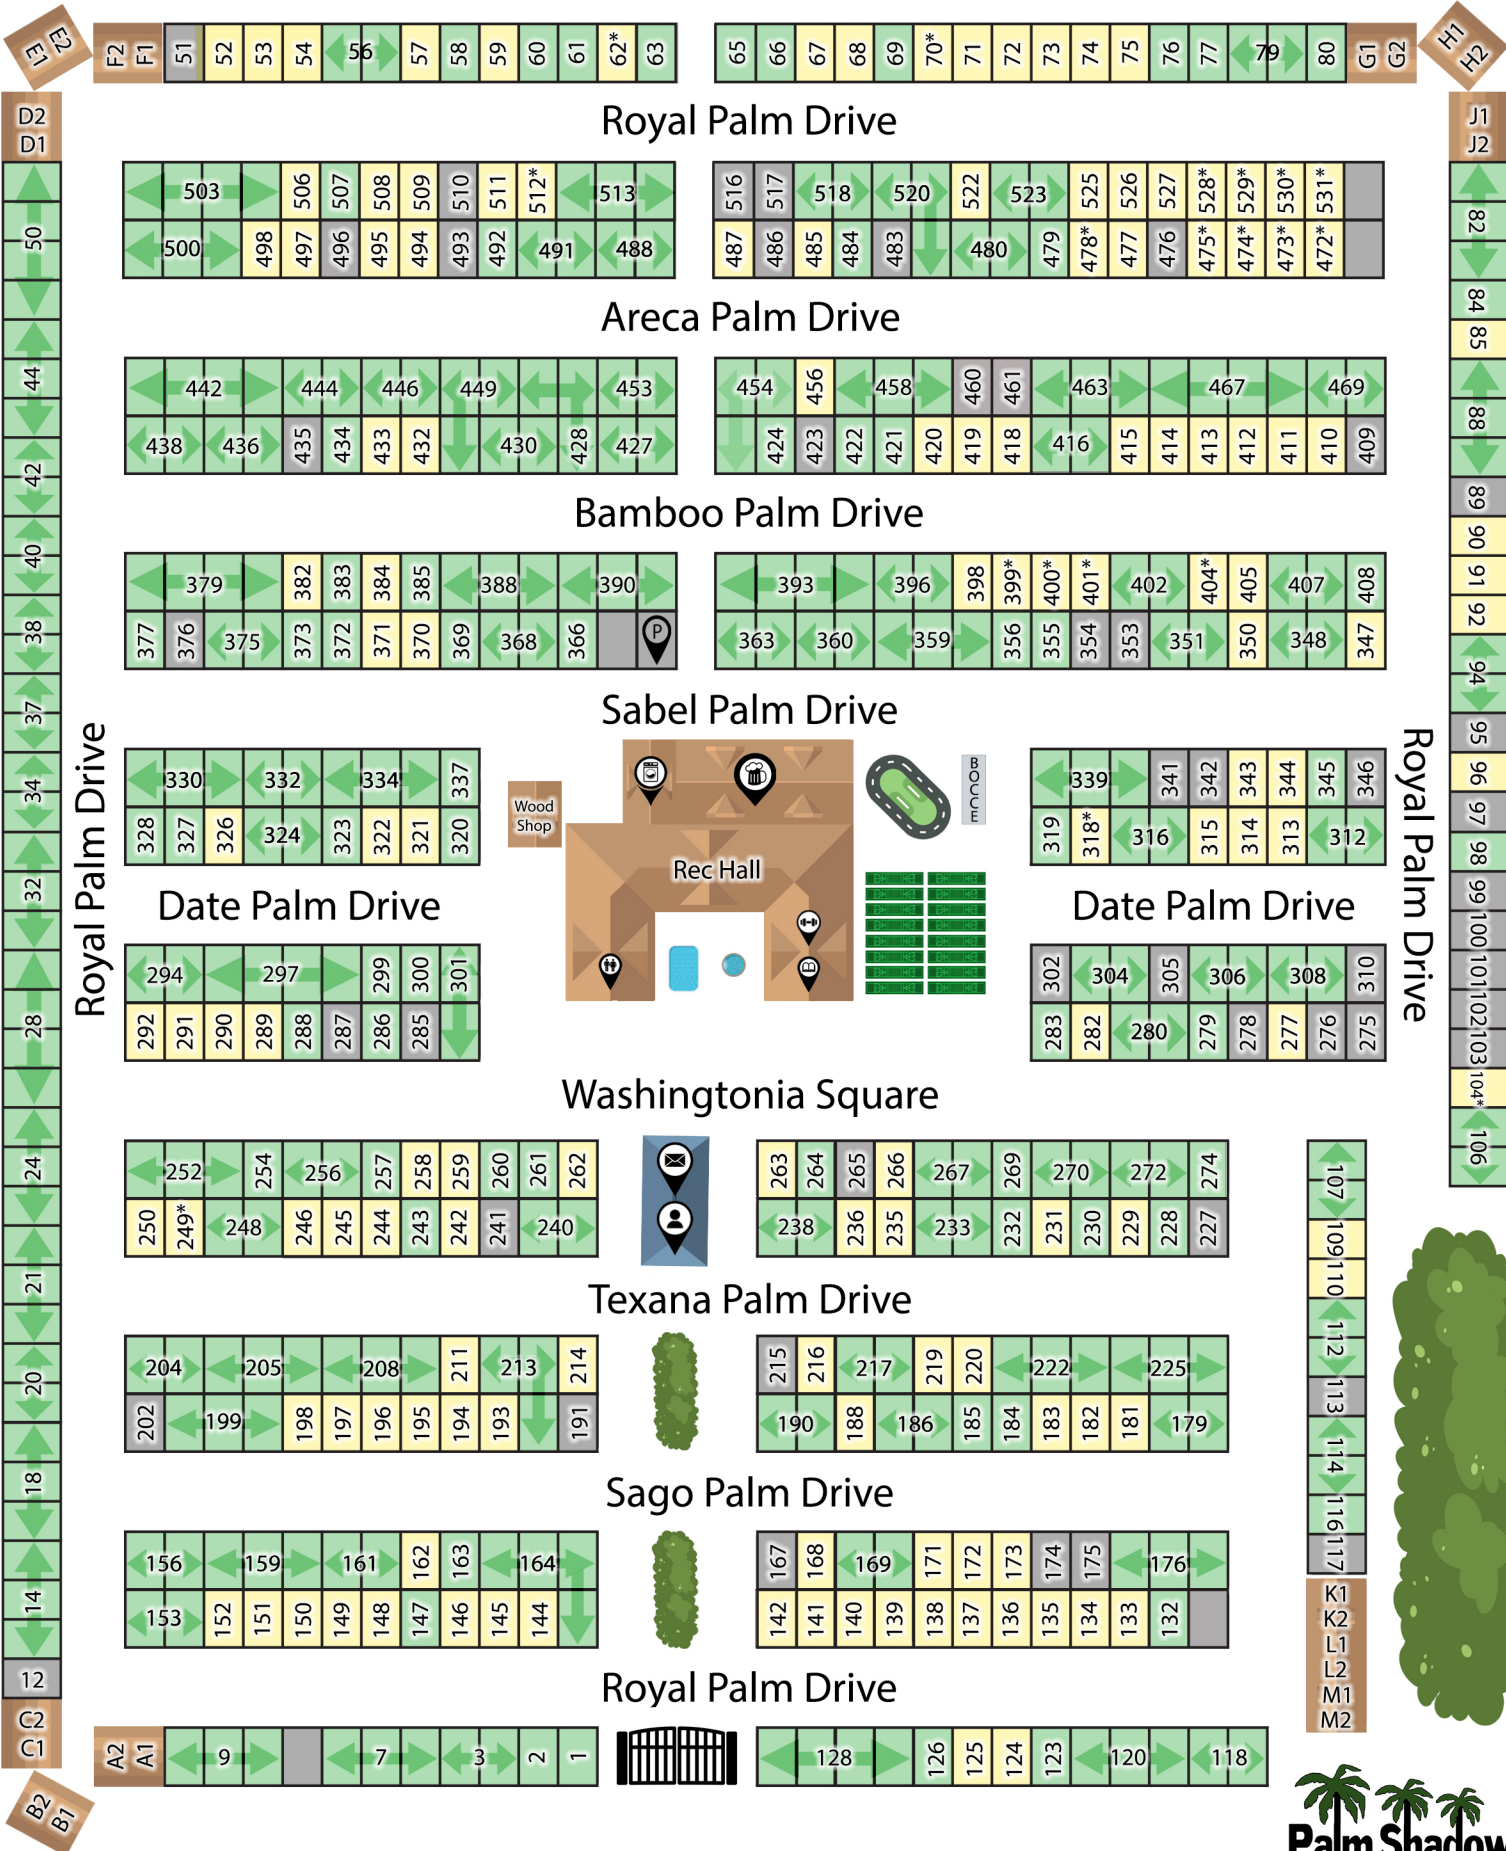 E2 E1 F2 F1 51 52 53 54 56 57 58 59 60 61 62* 63 65 66 67 68 69 70* 71 72 73 74 75 76 77 79 80 G1 G2 H1 H2
D2
D1
J1
J2
Royal Palm Drive
503 506 507 508 509 510 511 512* 513 516 517 518 520 522 523 525 526 527 528* 529* 530* 531*
500 498 497 496 495 494 493 492 491 488 487 486 485 484 483 480 479 478* 477 476 475* 474* 473* 472*
Areca Palm Drive
442 444 446 449 453 454 456 458 460 461 463 467 469
438 436 435 434 433 432 430 428 427 424 423 422 421 420 419 418 416 415 414 413 412 411 410 409
Bamboo Palm Drive
379 382 383 384 385 388 390 393 396 398 399* 400* 401* 402 404* 405 407 408
377 376 375 373 372 371 370 369 368 366 P 363 360 359 356 355 354 353 351 350 348 347
Sabel Palm Drive
330 332 334 337 339 341 342 343 344 345 346
328 327 326 324 323 322 321 320 319 318* 316 315 314 313 312
Wood
Shop
BOCCE
Rec Hall
Date Palm Drive
Date Palm Drive
294 297 299 300 301 302 304 305 306 308 310
292 291 290 289 288 287 286 285 283 282 280 279 278 277 276 275
Washingtonia Square
252 254 256 257 258 259 260 261 262 263 264 265 266 267 269 270 272 274
250 249* 248 246 245 244 243 242 241 240 238 236 235 233 232 231 230 229 228 227
Texana Palm Drive
204 205 208 211 213 214 215 216 217 219 220 222 225
202 199 198 197 196 195 194 193 191 190 188 186 185 184 183 182 181 179
Sago Palm Drive
156 159 161 162 163 164 167 168 169 171 172 173 174 175 176
153 152 151 150 149 148 147 146 145 144 142 141 140 139 138 137 136 135 134 133 132
Royal Palm Drive
A2 A1 9 7 3 2 1 128 126 125 124 123 120 118
50
44
42
40
38
37
34
32
28
24
21
20
18
14
12
C2
C1
B2 B1
Royal Palm Drive
Royal Palm Drive
82
84
85
88
89
90
91
92
94
95
96
97
98
99
100
101
102
103
104*
106
107
109
110
112
113
114
116
117
K1
K2
L1
L2
M1
M2
Palm Shadow